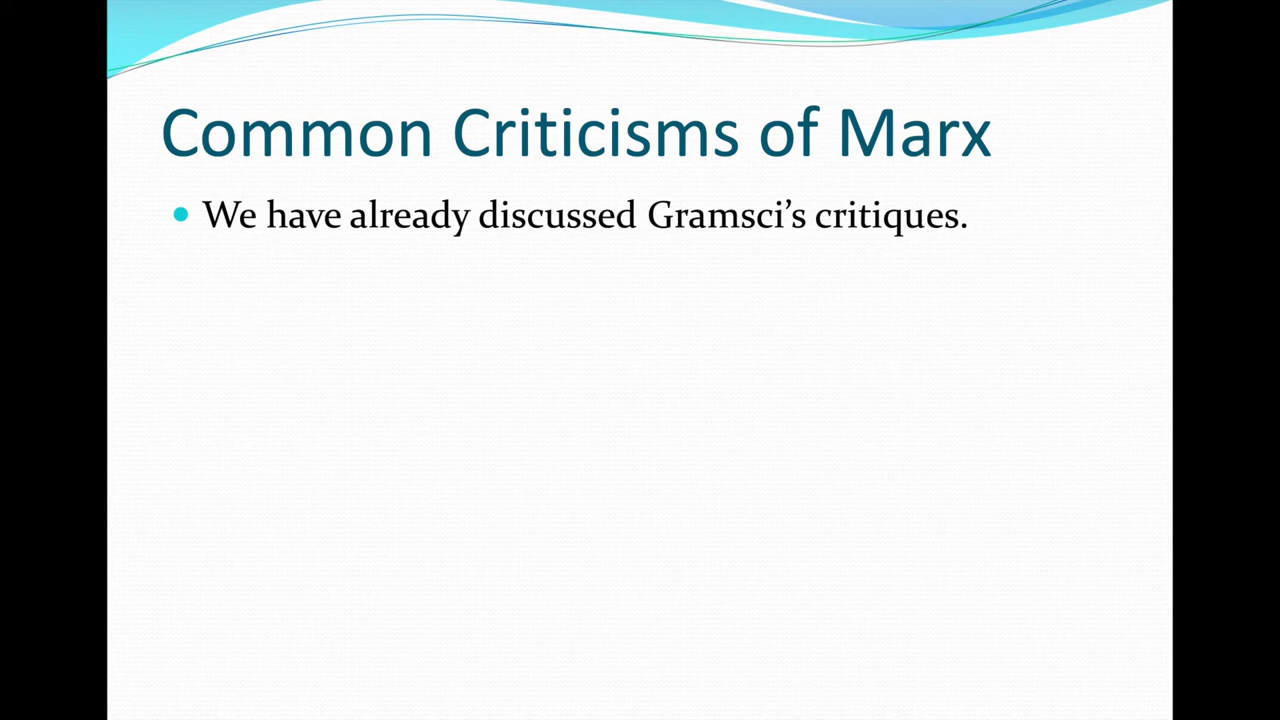 Common Criticisms of Marx
• We have already discussed Gramsci’s critiques.